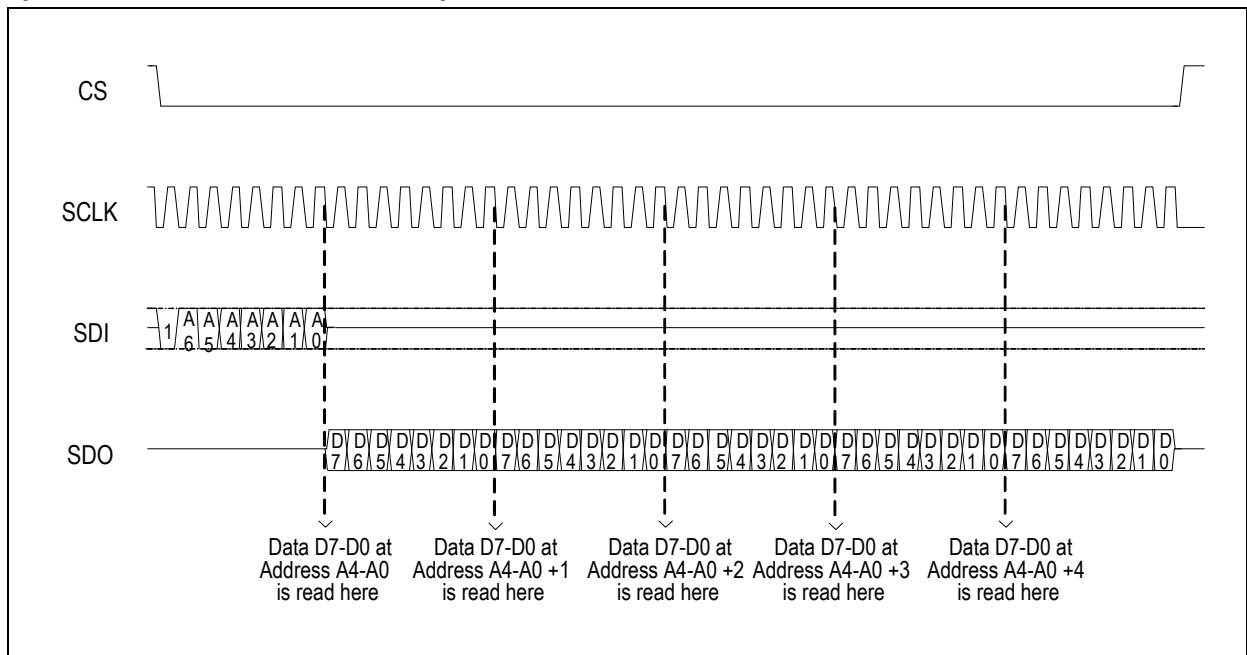 CS
SCLK
SDI
1 A6 A5 A4 A3 A2 A1 A0
SDO
D7 D6 D5 D4 D3 D2 D1 D0 D7 D6 D5 D4 D3 D2 D1 D0 D7 D6 D5 D4 D3 D2 D1 D0 D7 D6 D5 D4 D3 D2 D1 D0 D7 D6 D5 D4 D3 D2 D1 D0
Data D7-D0 at
Address A4-A0
is read here
Data D7-D0 at
Address A4-A0 +1
is read here
Data D7-D0 at
Address A4-A0 +2
is read here
Data D7-D0 at
Address A4-A0 +3
is read here
Data D7-D0 at
Address A4-A0 +4
is read here